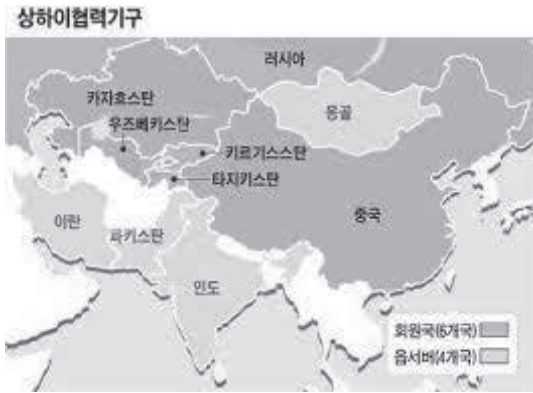 상하이협력기구
러시아
카자흐스탄
몽골
우즈베키스탄
키르기스스탄
타지키스탄
중국
이란
파키스탄
인도
회원국(6개국)
옵서버(4개국)